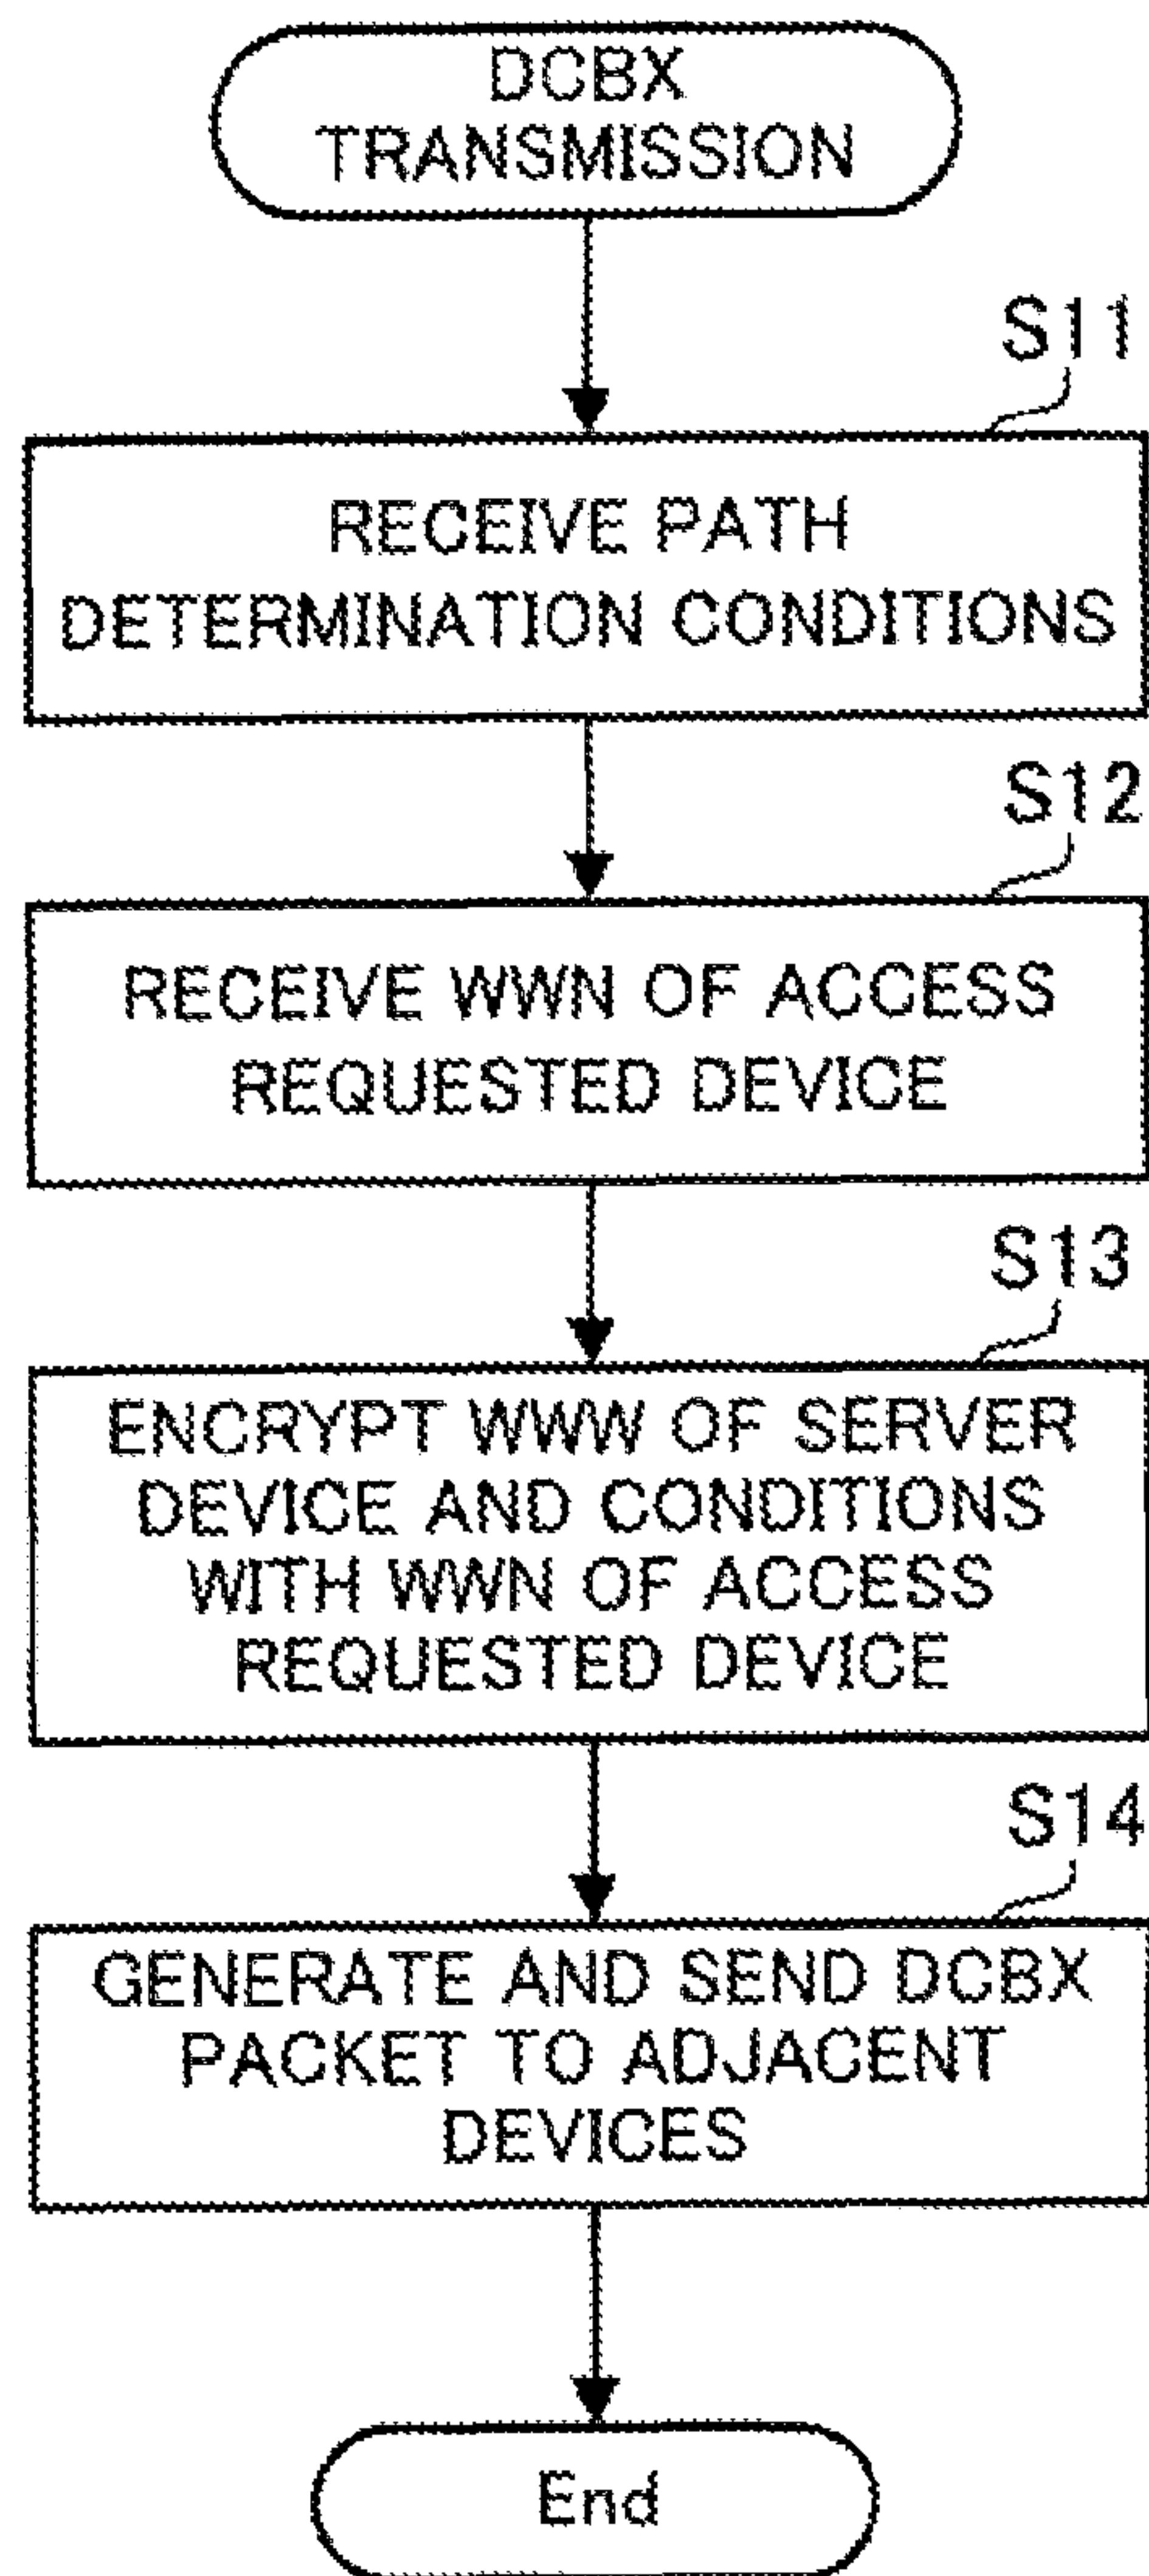 DCBX
TRANSMISSION
S11
RECEIVE PATH
DETERMINATION CONDITIONS
S12
RECEIVE WWN OF ACCESS
REQUESTED DEVICE
S13
ENCRYPT WWW OF SERVER
DEVICE AND CONDITIONS
WITH WWN OF ACCESS
REQUESTED DEVICE
S14
GENERATE AND SEND DCBX
PACKET TO ADJACENT
DEVICES
End